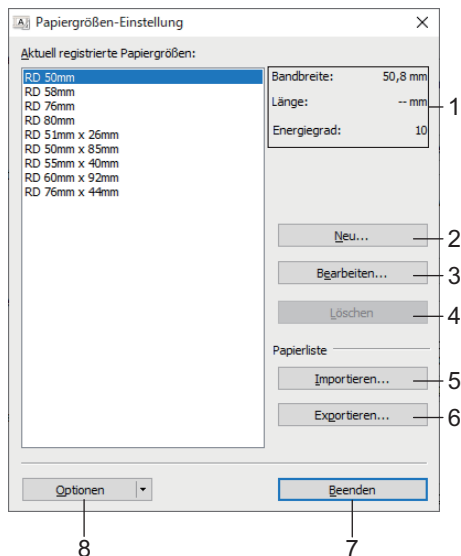 Papiergrößen-Einstellung
Aktuell registrierte Papiergrößen:
RD 50mm
RD 58mm
RD 76mm
RD 80mm
RD 51mm x 26mm
RD 50mm x 85mm
RD 55mm x 40mm
RD 60mm x 92mm
RD 76mm x 44mm
Bandbreite: 50,8 mm
Länge: -- mm
Energiegrad: 10
1
Neu... 2
Bearbeiten... 3
Löschen 4
Papierliste
Importieren... 5
Exportieren... 6
Optionen
Beenden
8
7